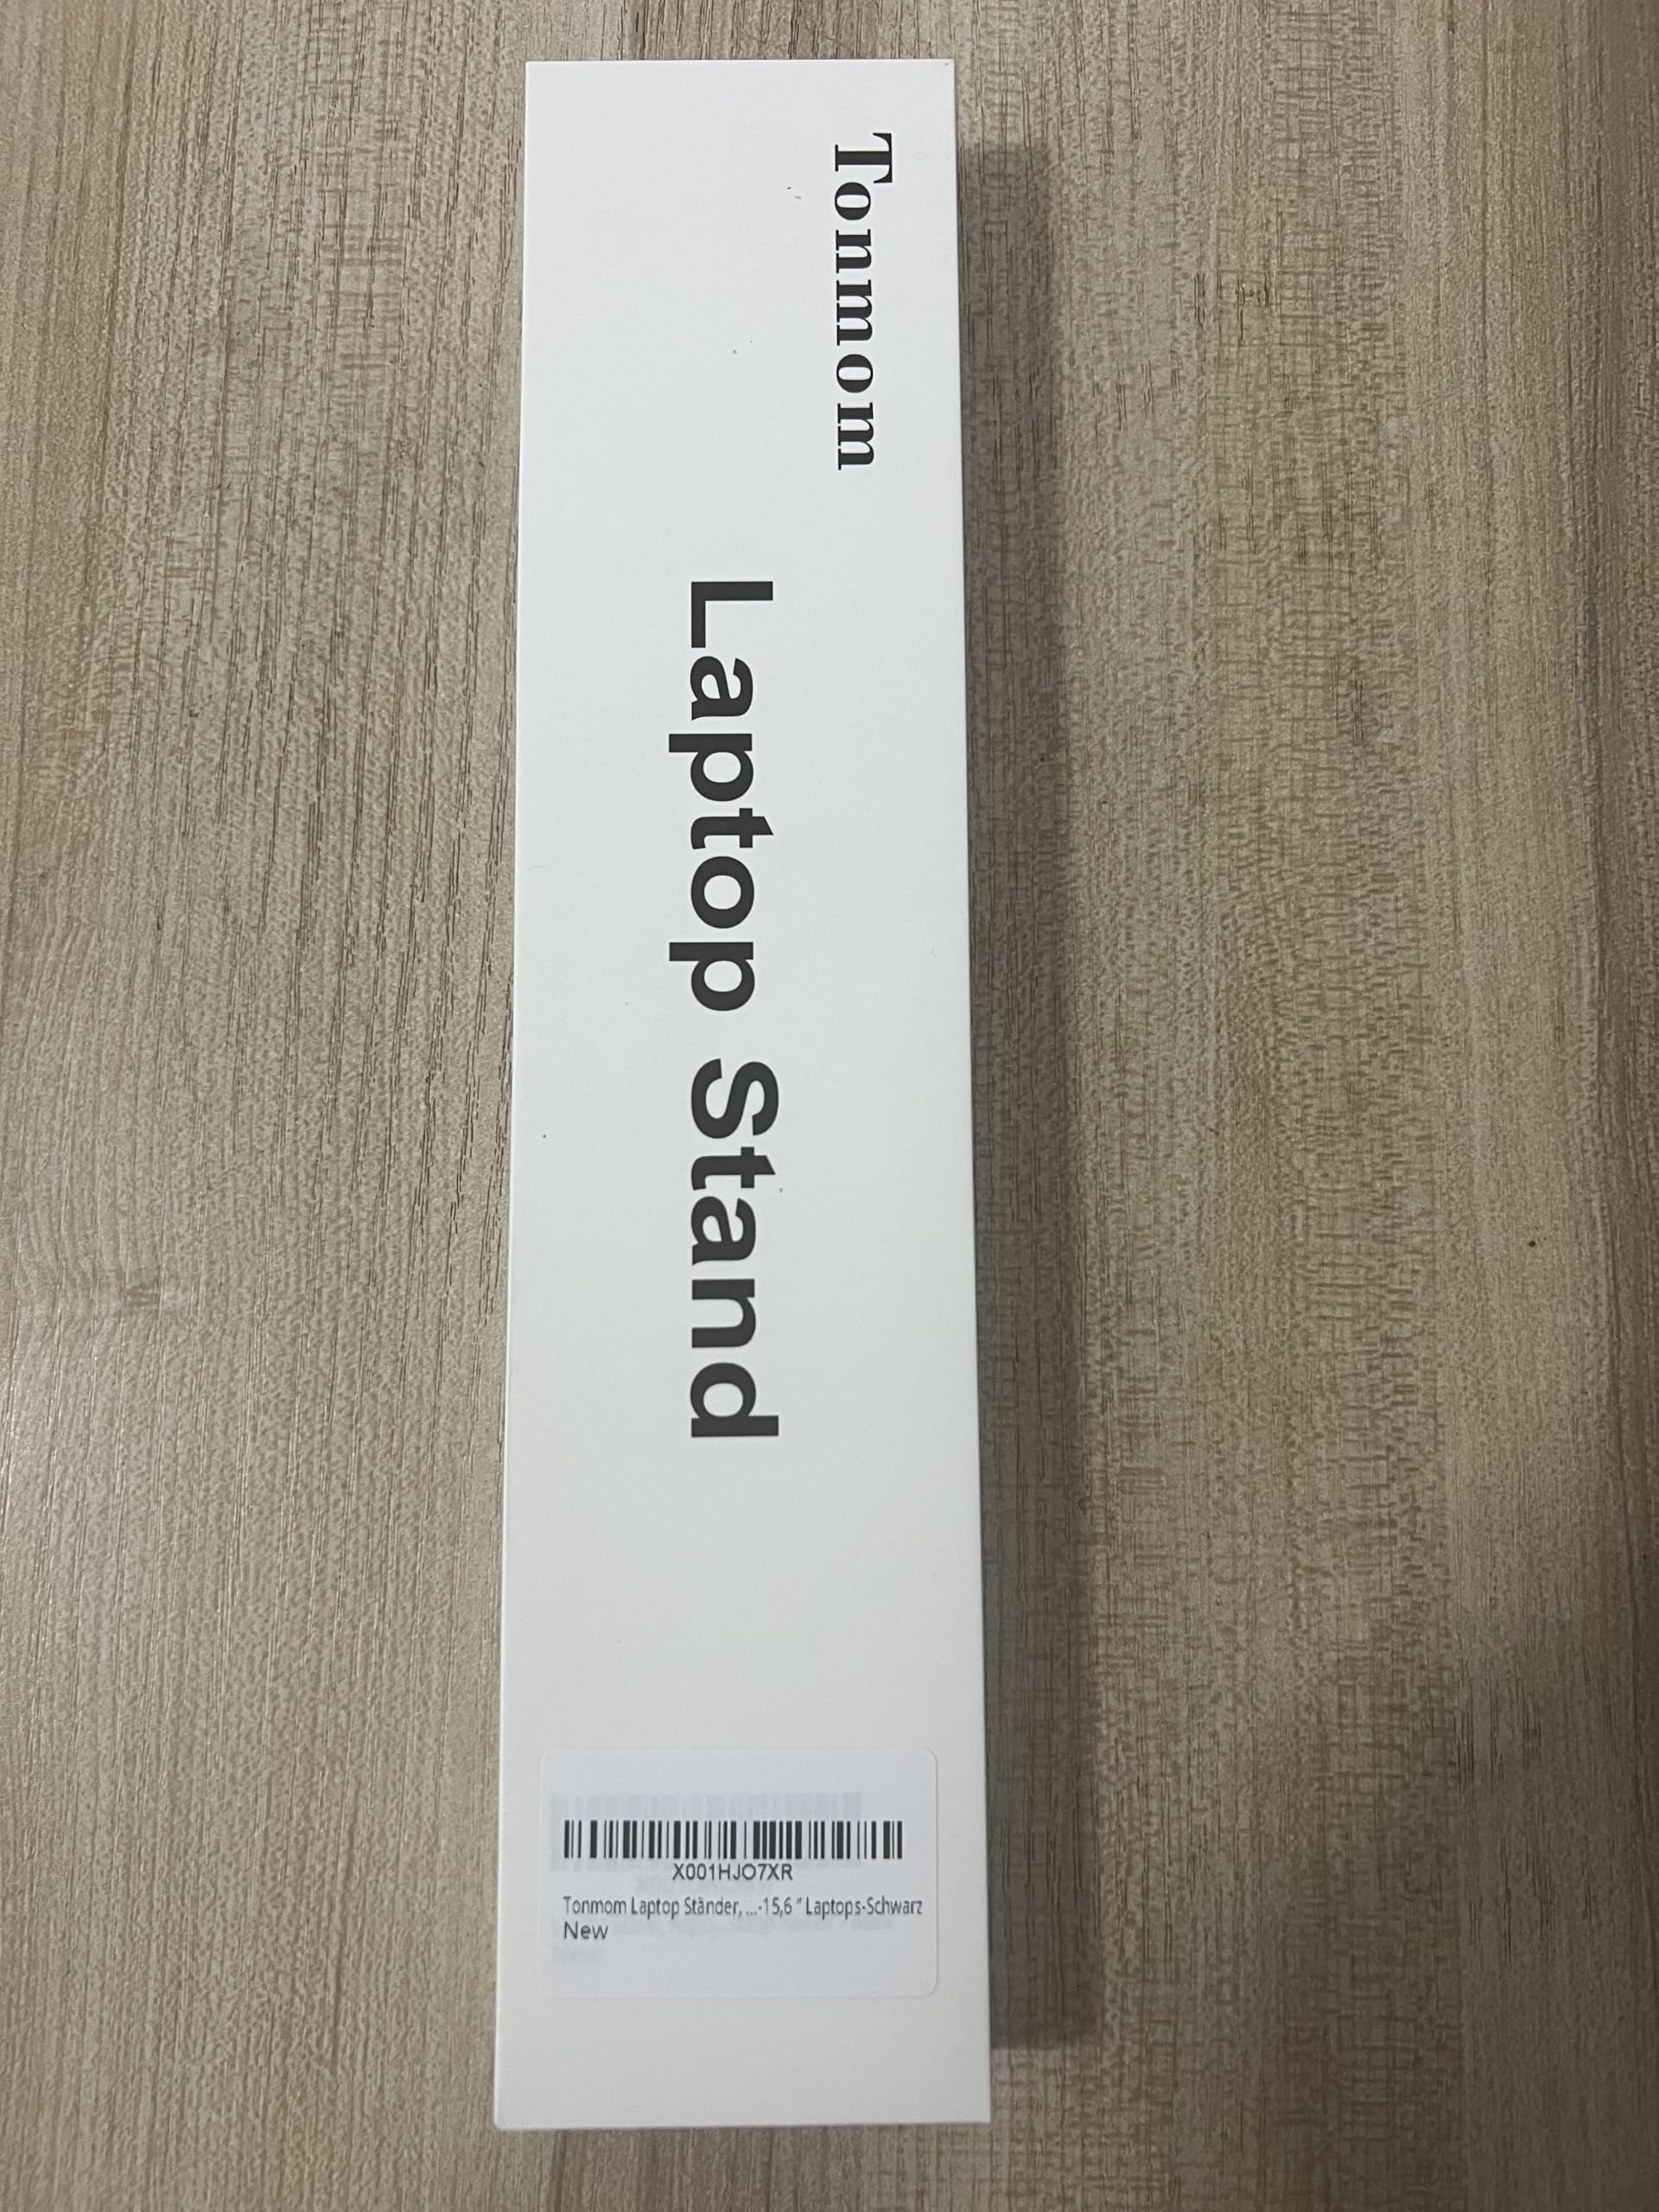 Tonmom
Laptop Stand
X001HJO7XR
Tonmom Laptop Ständer, ...-15,6 " Laptops-Schwarz
New